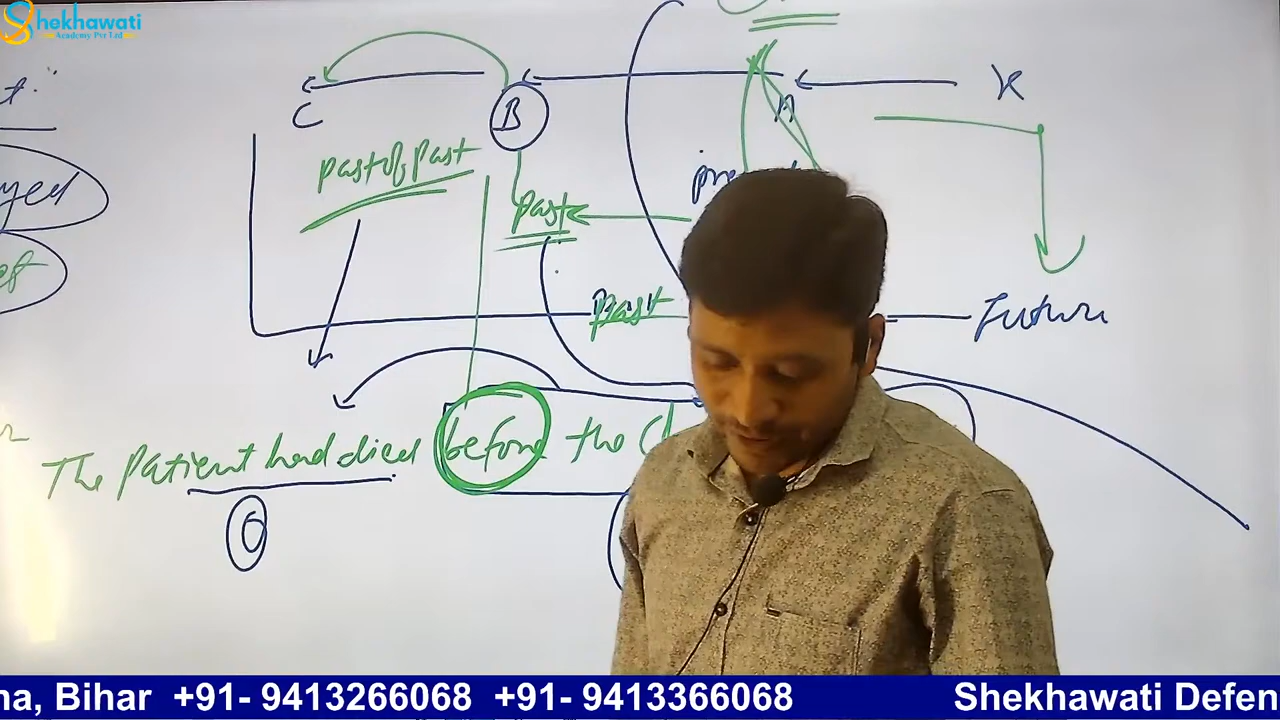 Shekhawati
Academy Pvt Ltd
C
B
A
X
past of past
past
past
Future
The Patient had died before the
na, Bihar +91- 9413266068 +91- 9413366068 Shekhawati Defen